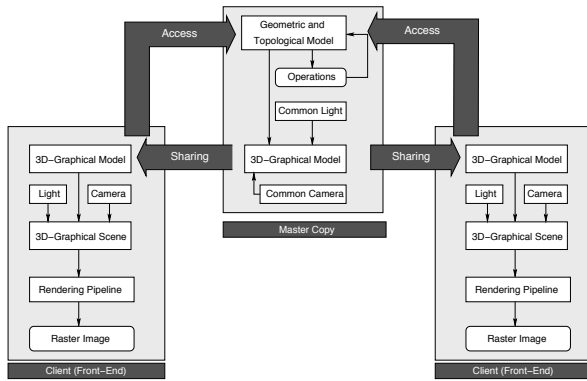 Geometric and
Topological Model
Operations
Common Light
3D-Graphical Model
Common Camera
Master Copy
Access
Access
Sharing
Sharing
3D-Graphical Model
Light
Camera
3D-Graphical Scene
Rendering Pipeline
Raster Image
Client (Front-End)
3D-Graphical Model
Light
Camera
3D-Graphical Scene
Rendering Pipeline
Raster Image
Client (Front-End)